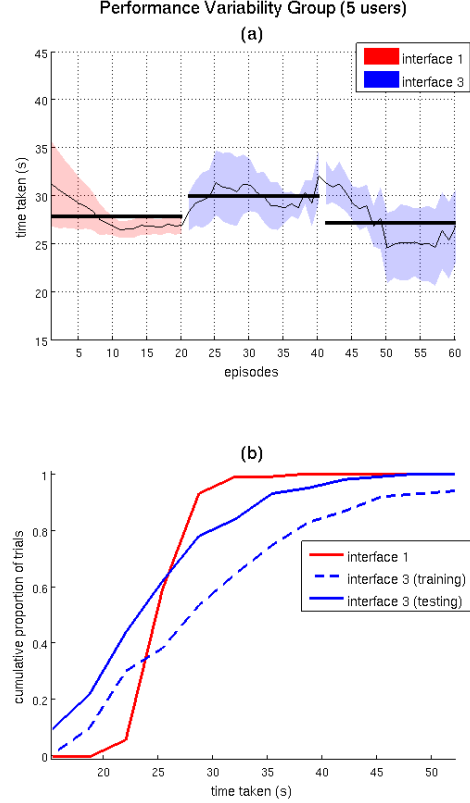 Performance Variability Group (5 users)
(a)
45
40
35
30
25
20
15
time taken (s)
5
10
15
20
25
30
35
40
45
50
55
60
episodes
interface 1
interface 3
(b)
1
0.8
0.6
0.4
0.2
0
cumulative proportion of trials
20
25
30
35
40
45
50
time taken (s)
interface 1
interface 3 (training)
interface 3 (testing)